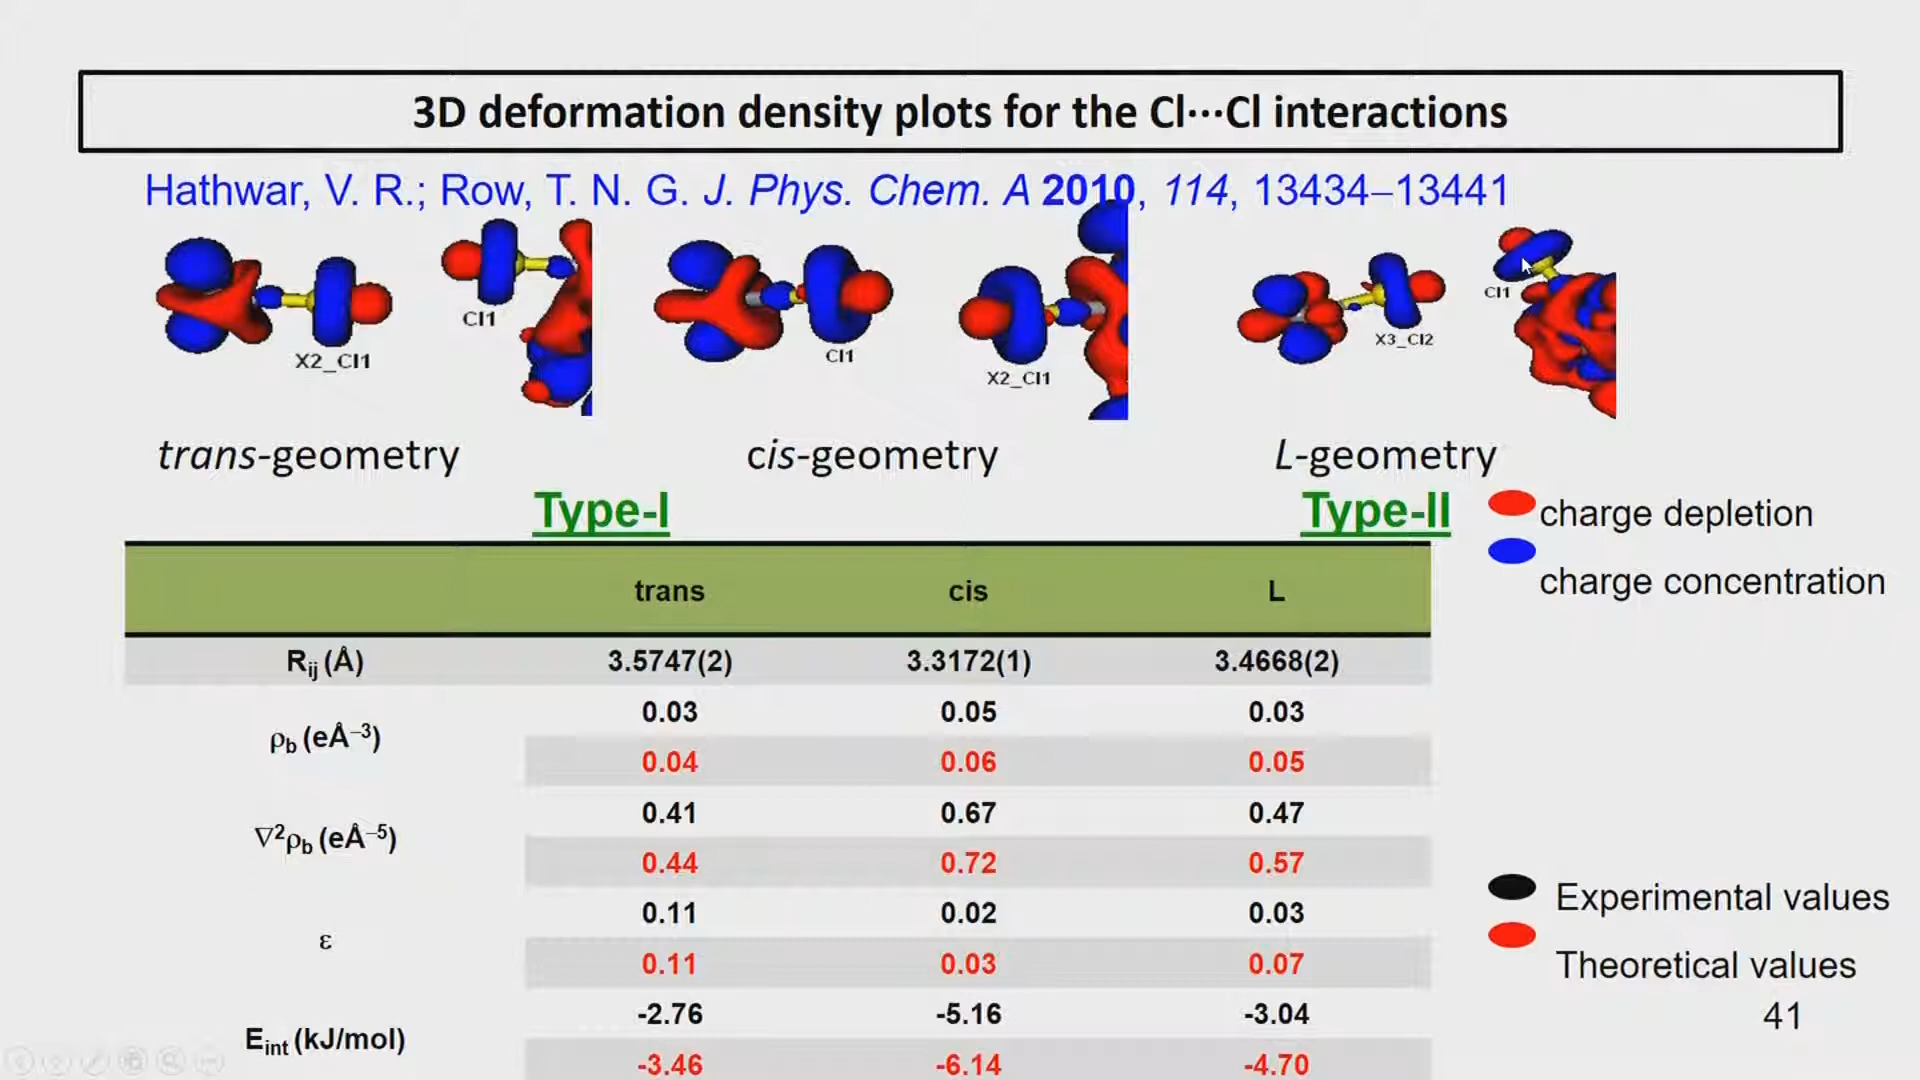 3D deformation density plots for the Cl···Cl interactions
Hathwar, V. R.; Row, T. N. G. J. Phys. Chem. A 2010, 114, 13434–13441
X2_Cl1
Cl1
Cl1
X2_Cl1
X3_Cl2
Cl1
trans-geometry cis-geometry L-geometry
Type-I Type-II
charge depletion
charge concentration
trans cis L
Rij (Å) 3.5747(2) 3.3172(1) 3.4668(2)
ρb (eÅ⁻³)
0.03 0.05 0.03
0.04 0.06 0.05
∇²ρb (eÅ⁻⁵)
0.41 0.67 0.47
0.44 0.72 0.57
ε
0.11 0.02 0.03
0.11 0.03 0.07
Eint (kJ/mol)
-2.76 -5.16 -3.04
-3.46 -6.14 -4.70
Experimental values
Theoretical values
41